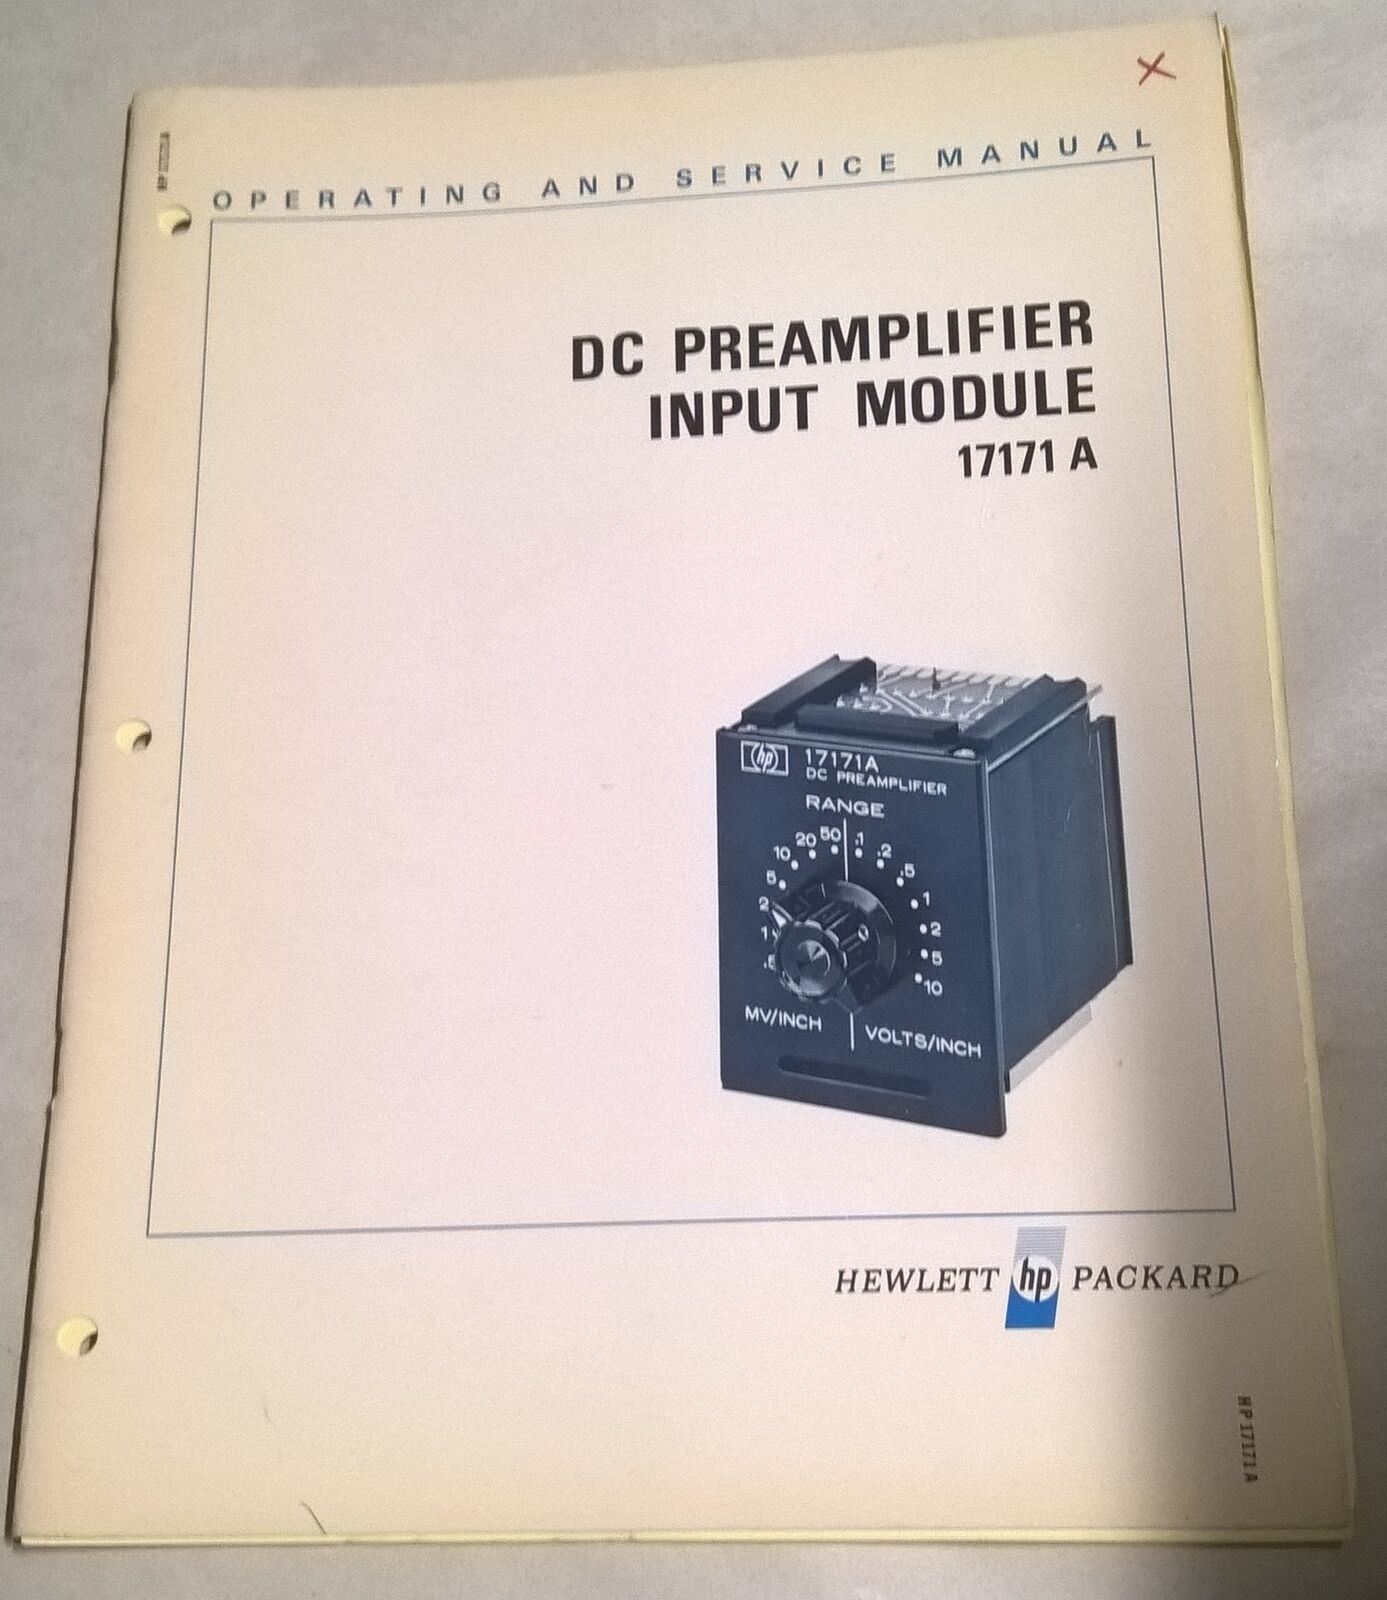 OPERATING AND SERVICE MANUAL
DC PREAMPLIFIER
INPUT MODULE
17171 A
hp 17171A
DC PREAMPLIFIER
RANGE
50 .1
20 .2
10 .5
5 1
2 2
1 5
.5 10
MV/INCH VOLTS/INCH
HEWLETT hp PACKARD
HP 17171A